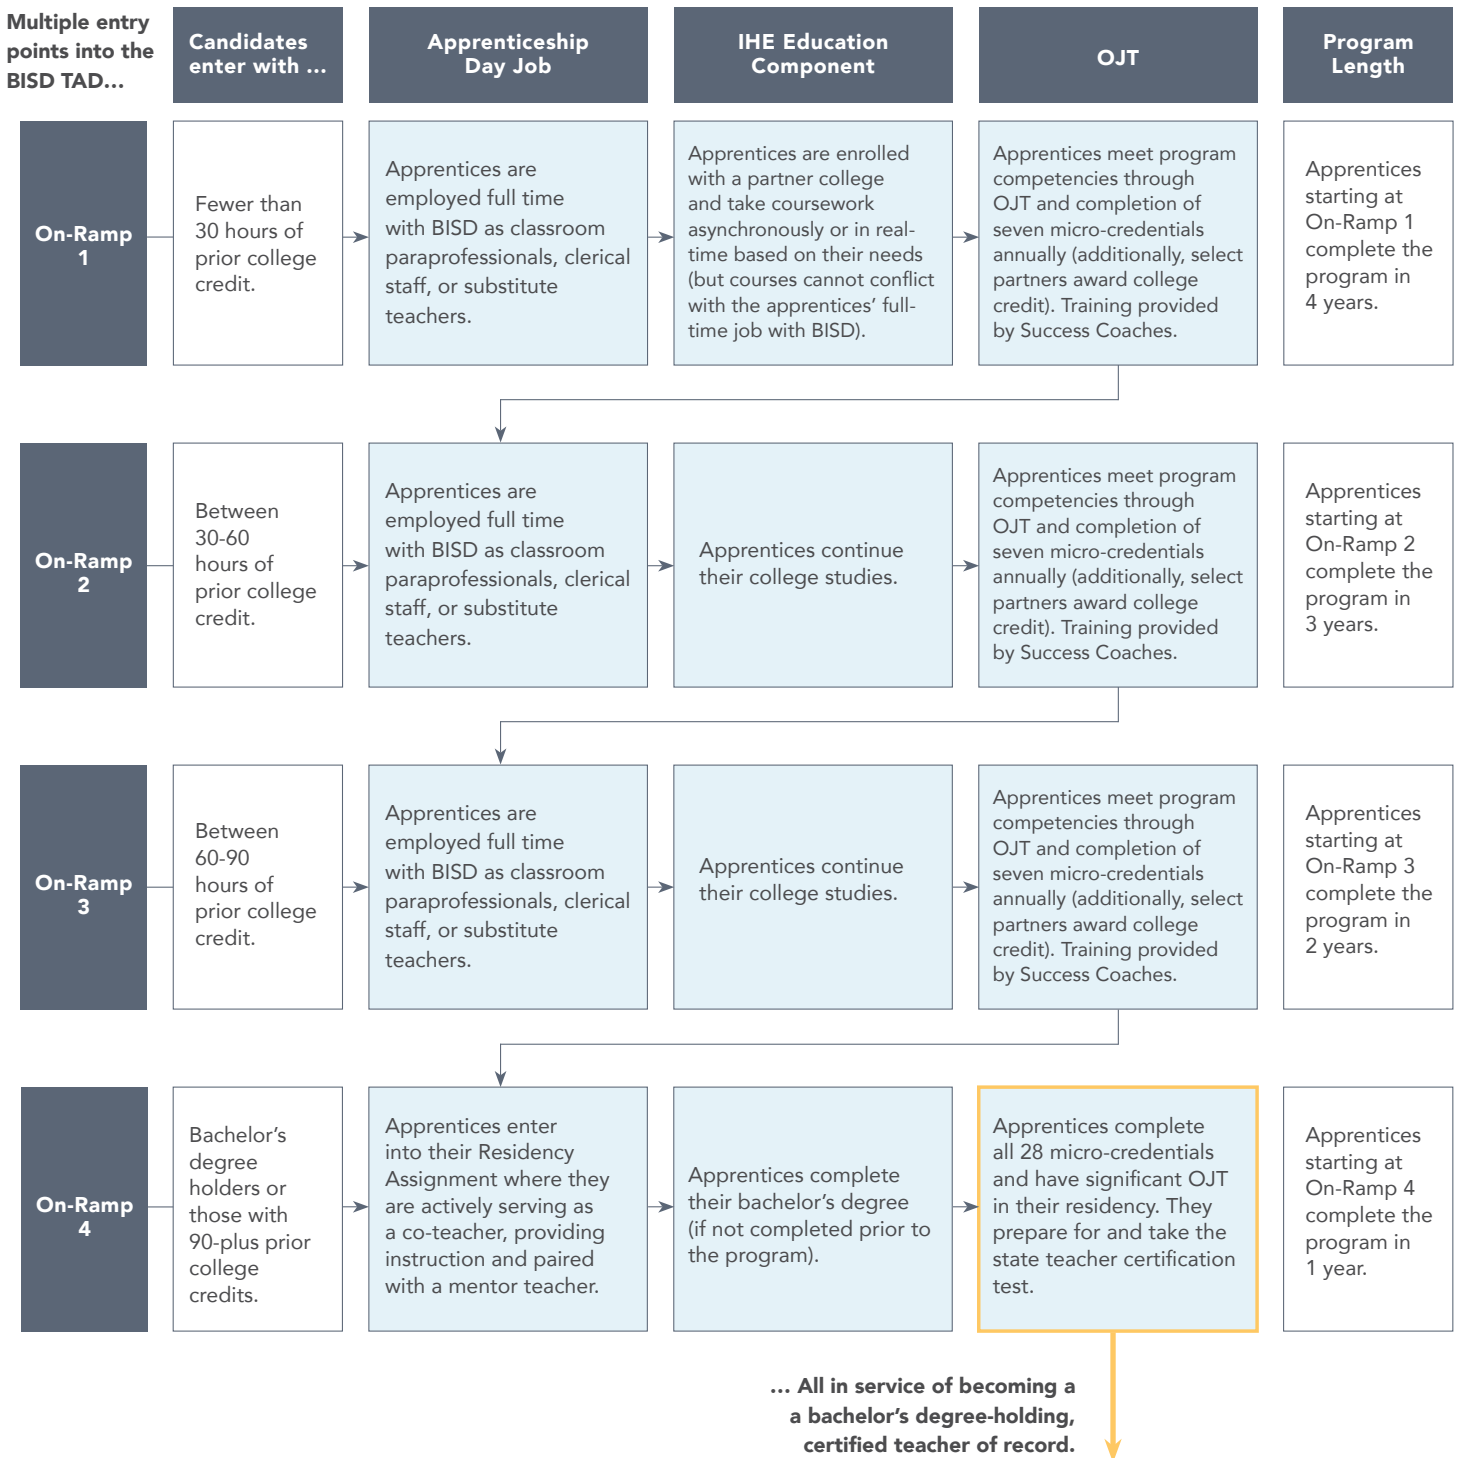 Multiple entry
points into the
BISD TAD...
Candidates
enter with ...
Apprenticeship
Day Job
IHE Education
Component
OJT
Program
Length
On-Ramp
1
Fewer than
30 hours of
prior college
credit.
Apprentices are
employed full time
with BISD as classroom
paraprofessionals, clerical
staff, or substitute
teachers.
Apprentices are enrolled
with a partner college
and take coursework
asynchronously or in real-
time based on their needs
(but courses cannot conflict
with the apprentices' full-
time job with BISD).
Apprentices meet program
competencies through
OJT and completion of
seven micro-credentials
annually (additionally, select
partners award college
credit). Training provided
by Success Coaches.
Apprentices
starting at
On-Ramp 1
complete the
program in
4 years.
On-Ramp
2
Between
30-60
hours of
prior college
credit.
Apprentices are
employed full time
with BISD as classroom
paraprofessionals, clerical
staff, or substitute
teachers.
Apprentices continue
their college studies.
Apprentices meet program
competencies through
OJT and completion of
seven micro-credentials
annually (additionally, select
partners award college
credit). Training provided
by Success Coaches.
Apprentices
starting at
On-Ramp 2
complete the
program in
3 years.
On-Ramp
3
Between
60-90
hours of
prior college
credit.
Apprentices are
employed full time
with BISD as classroom
paraprofessionals, clerical
staff, or substitute
teachers.
Apprentices continue
their college studies.
Apprentices meet program
competencies through
OJT and completion of
seven micro-credentials
annually (additionally, select
partners award college
credit). Training provided
by Success Coaches.
Apprentices
starting at
On-Ramp 3
complete the
program in
2 years.
On-Ramp
4
Bachelor's
degree
holders or
those with
90-plus prior
college
credits.
Apprentices enter
into their Residency
Assignment where they
are actively serving as
a co-teacher, providing
instruction and paired
with a mentor teacher.
Apprentices complete
their bachelor's degree
(if not completed prior to
the program).
Apprentices complete
all 28 micro-credentials
and have significant OJT
in their residency. They
prepare for and take the
state teacher certification
test.
Apprentices
starting at
On-Ramp 4
complete the
program in
1 year.
... All in service of becoming a
a bachelor's degree-holding,
certified teacher of record.